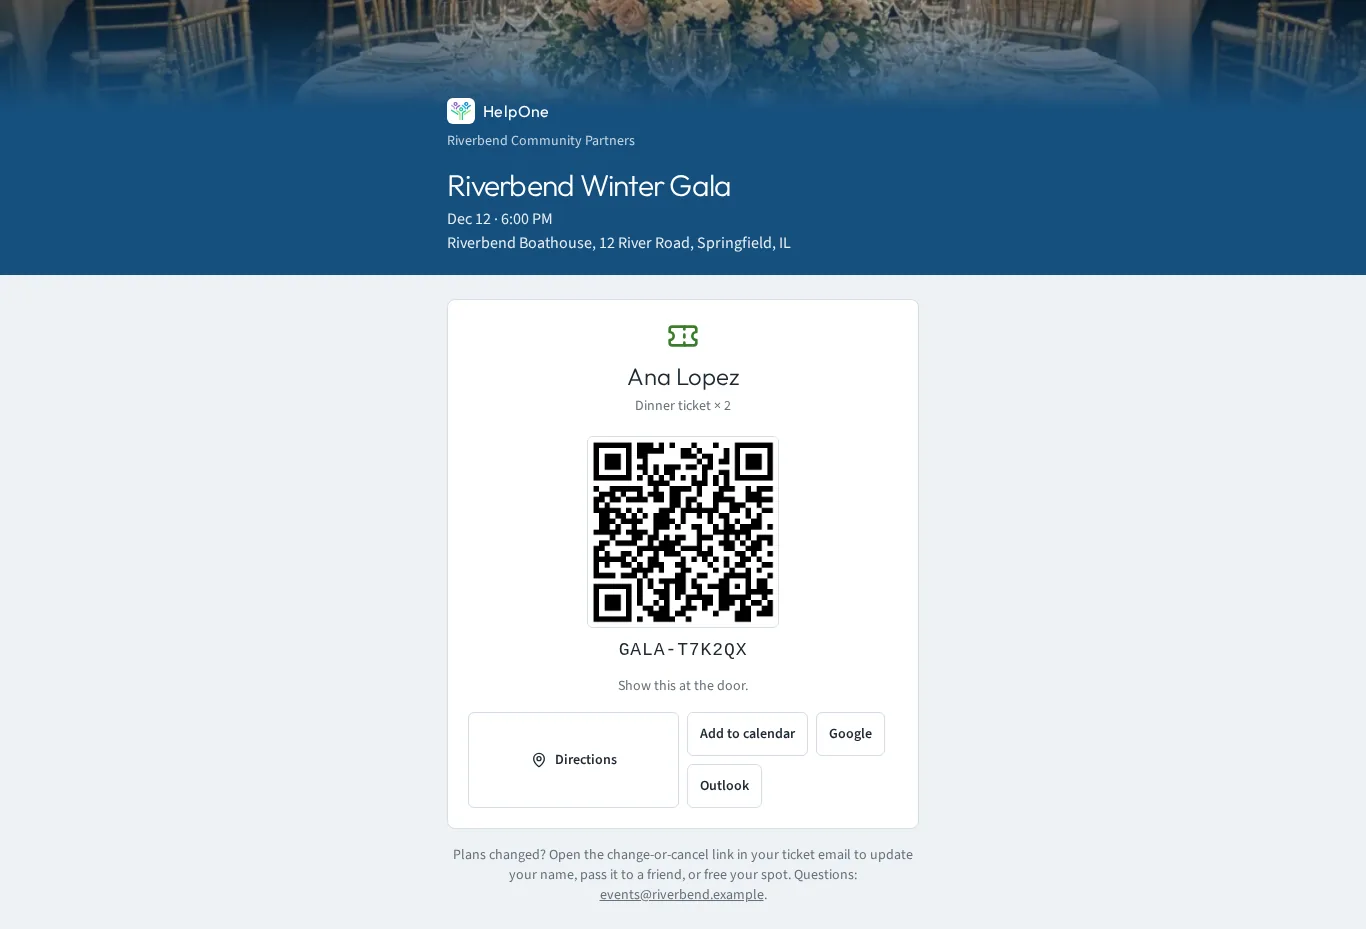 HelpOne
Riverbend Community Partners
Riverbend Winter Gala
Dec 12 · 6:00 PM
Riverbend Boathouse, 12 River Road, Springfield, IL
Ana Lopez
Dinner ticket × 2
GALA-T7K2QX
Show this at the door.
Directions
Add to calendar
Google
Outlook
Plans changed? Open the change-or-cancel link in your ticket email to update
your name, pass it to a friend, or free your spot. Questions:
events@riverbend.example.